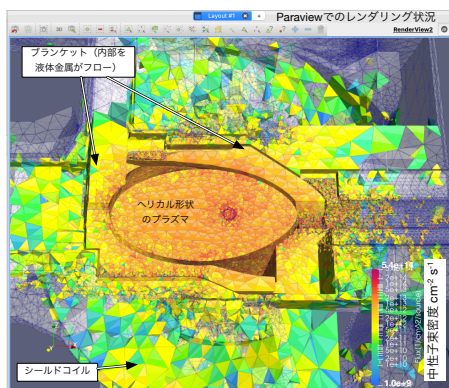 Layout #1
Paraviewでのレンダリング状況
3D
RenderView2
ブランケット（内部を
液体金属がフロー）
ヘリカル形状
のプラズマ
5.4e+14
1.0e+9
中性子束密度 cm-2 s-1
シールドコイル